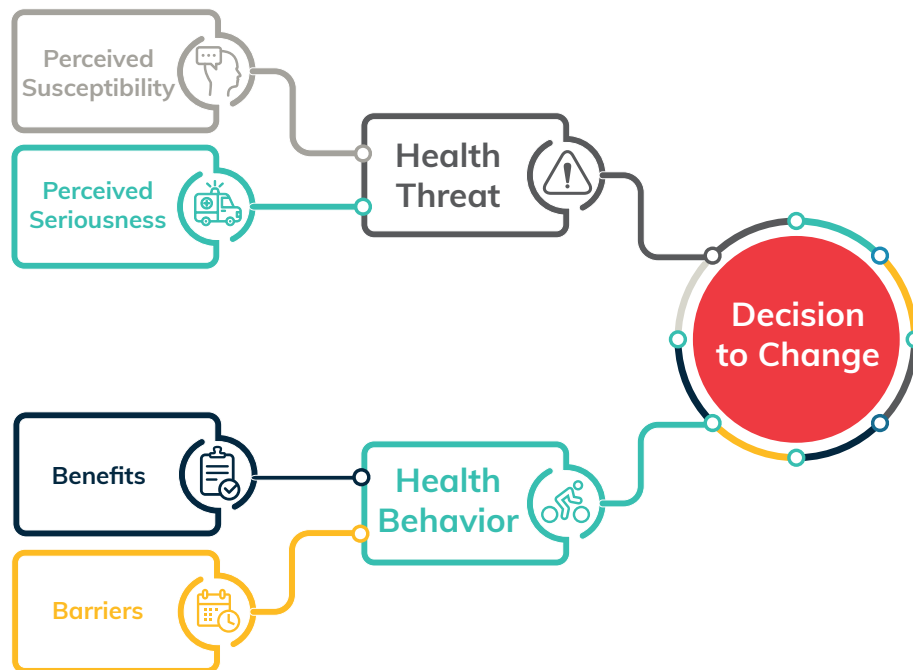 Perceived
Susceptibility
Health
Threat
Perceived
Seriousness
Decision
to Change
Benefits
Health
Behavior
Barriers